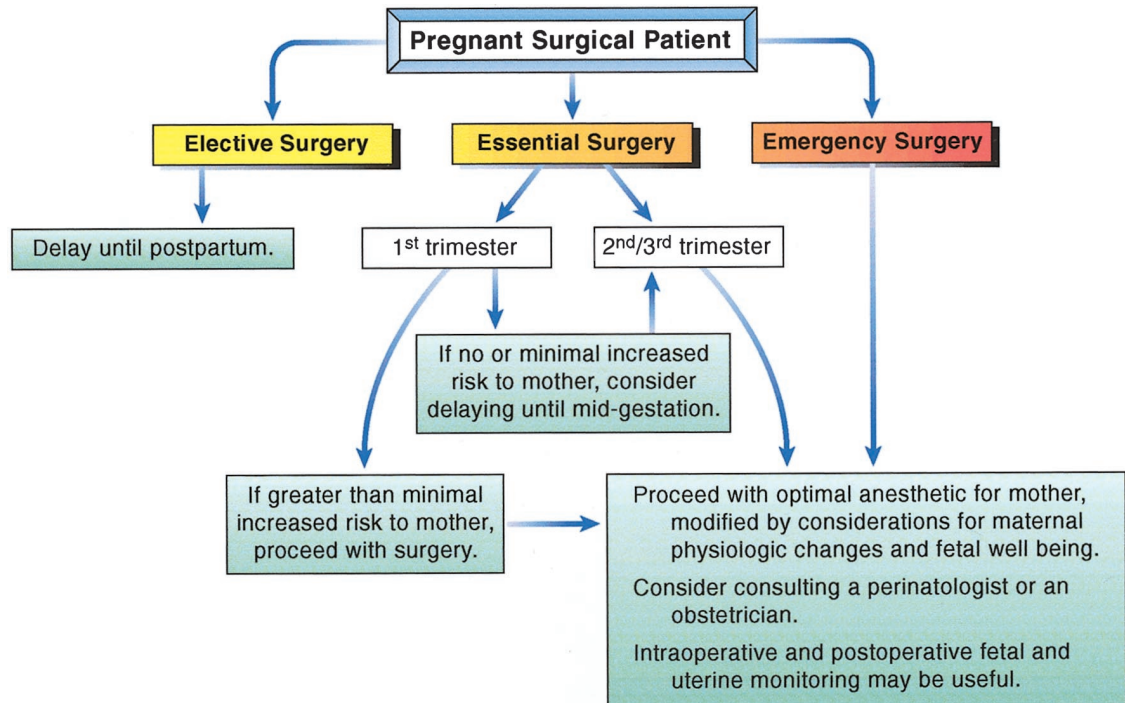 Pregnant Surgical Patient
Elective Surgery
Essential Surgery
Emergency Surgery
Delay until postpartum.
1st trimester
2nd/3rd trimester
If no or minimal increased
risk to mother, consider
delaying until mid-gestation.
If greater than minimal
increased risk to mother,
proceed with surgery.
Proceed with optimal anesthetic for mother,
modified by considerations for maternal
physiologic changes and fetal well being.
Consider consulting a perinatologist or an
obstetrician.
Intraoperative and postoperative fetal and
uterine monitoring may be useful.